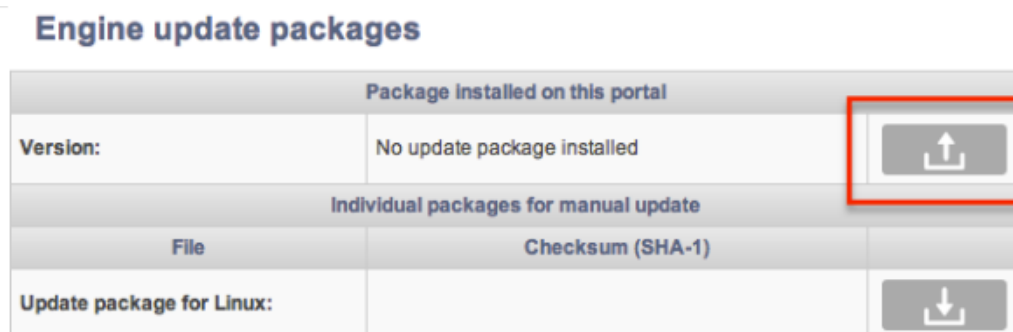 Engine update packages
Package installed on this portal
Version: No update package installed
Individual packages for manual update
File Checksum (SHA-1)
Update package for Linux: